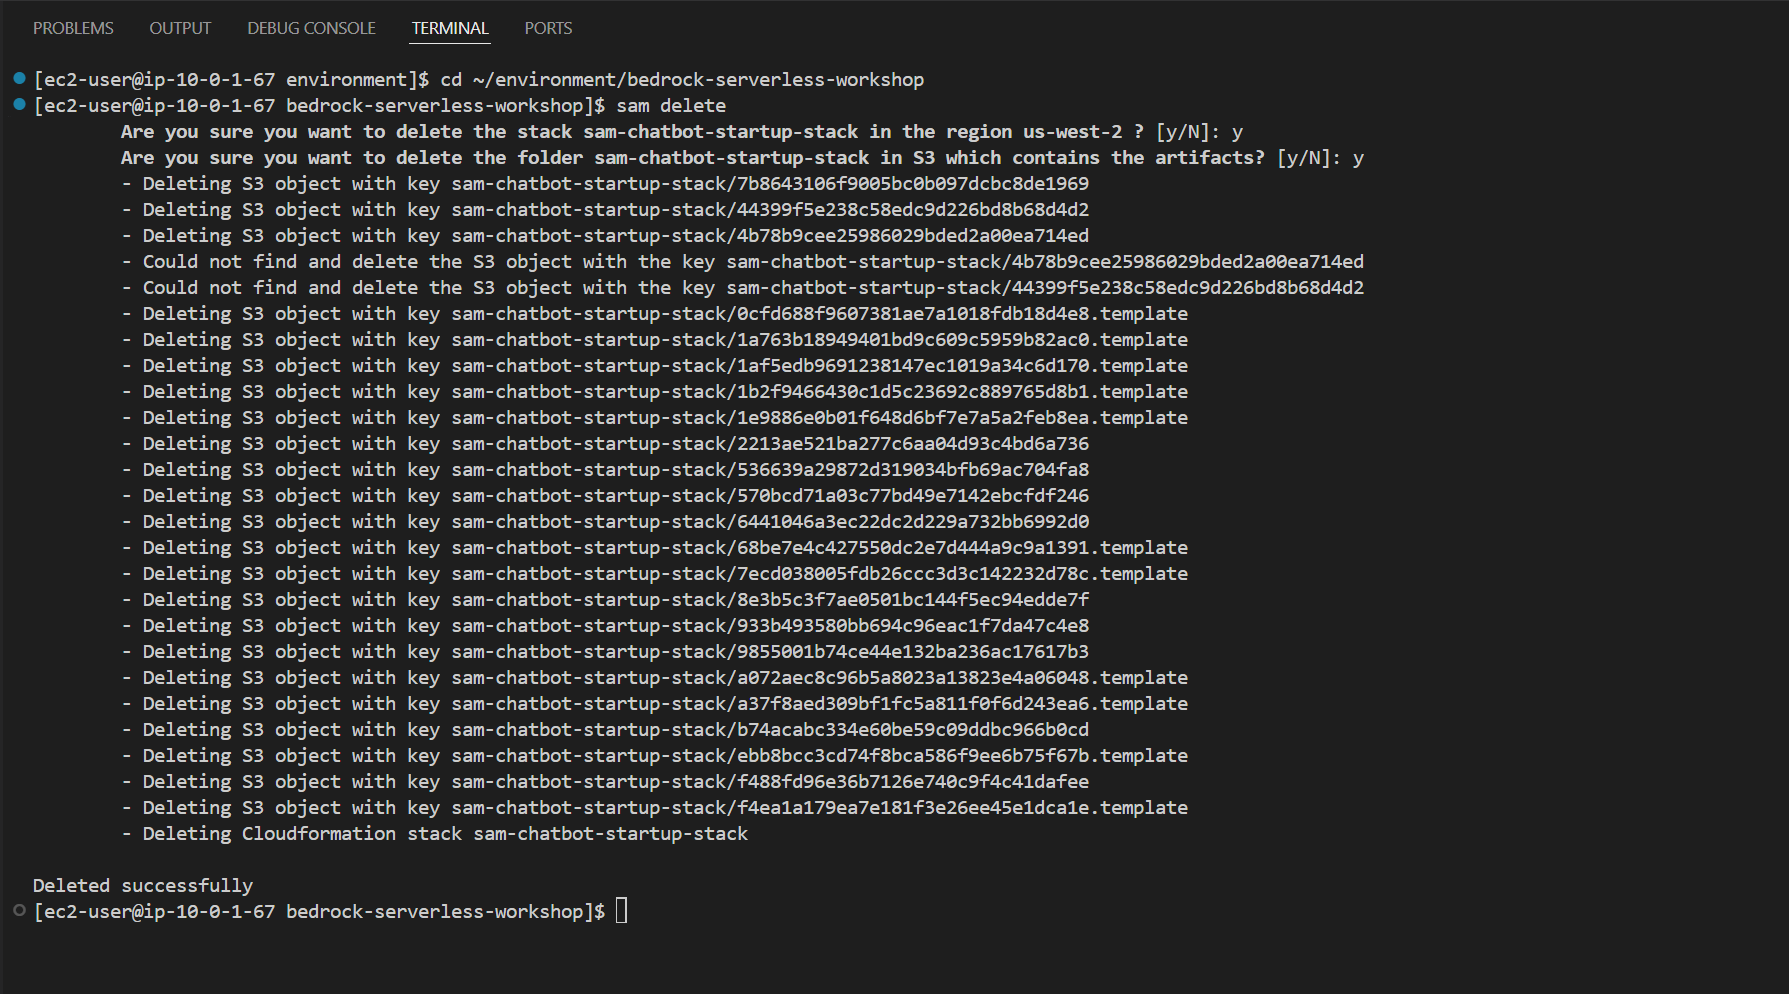 PROBLEMS OUTPUT DEBUG CONSOLE TERMINAL PORTS
[ec2-user@ip-10-0-1-67 environment]$ cd ~/environment/bedrock-serverless-workshop
[ec2-user@ip-10-0-1-67 bedrock-serverless-workshop]$ sam delete
Are you sure you want to delete the stack sam-chatbot-startup-stack in the region us-west-2 ? [y/N]: y
Are you sure you want to delete the folder sam-chatbot-startup-stack in S3 which contains the artifacts? [y/N]: y
- Deleting S3 object with key sam-chatbot-startup-stack/7b8643106f9005bc0b097dcbc8de1969
- Deleting S3 object with key sam-chatbot-startup-stack/44399f5e238c58edc9d226bd8b68d4d2
- Deleting S3 object with key sam-chatbot-startup-stack/4b78b9cee25986029bded2a00ea714ed
- Could not find and delete the S3 object with the key sam-chatbot-startup-stack/4b78b9cee25986029bded2a00ea714ed
- Could not find and delete the S3 object with the key sam-chatbot-startup-stack/44399f5e238c58edc9d226bd8b68d4d2
- Deleting S3 object with key sam-chatbot-startup-stack/0cfd688f9607381ae7a1018fdb18d4e8.template
- Deleting S3 object with key sam-chatbot-startup-stack/1a763b18949401bd9c609c5959b82ac0.template
- Deleting S3 object with key sam-chatbot-startup-stack/1af5edb9691238147ec1019a34c6d170.template
- Deleting S3 object with key sam-chatbot-startup-stack/1b2f9466430c1d5c23692c889765d8b1.template
- Deleting S3 object with key sam-chatbot-startup-stack/1e9886e0b01f648d6bf7e7a5a2feb8ea.template
- Deleting S3 object with key sam-chatbot-startup-stack/2213ae521ba277c6aa04d93c4bd6a736
- Deleting S3 object with key sam-chatbot-startup-stack/536639a29872d319034bfb69ac704fa8
- Deleting S3 object with key sam-chatbot-startup-stack/570bcd71a03c77bd49e7142ebcfdf246
- Deleting S3 object with key sam-chatbot-startup-stack/6441046a3ec22dc2d229a732bb6992d0
- Deleting S3 object with key sam-chatbot-startup-stack/68be7e4c427550dc2e7d444a9c9a1391.template
- Deleting S3 object with key sam-chatbot-startup-stack/7ecd038005fdb26ccc3d3c142232d78c.template
- Deleting S3 object with key sam-chatbot-startup-stack/8e3b5c3f7ae0501bc144f5ec94edde7f
- Deleting S3 object with key sam-chatbot-startup-stack/933b493580bb694c96eac1f7da47c4e8
- Deleting S3 object with key sam-chatbot-startup-stack/9855001b74ce44e132ba236ac17617b3
- Deleting S3 object with key sam-chatbot-startup-stack/a072aec8c96b5a8023a13823e4a06048.template
- Deleting S3 object with key sam-chatbot-startup-stack/a37f8aed309bf1fc5a811f0f6d243ea6.template
- Deleting S3 object with key sam-chatbot-startup-stack/b74acabc334e60be59c09ddbc966b0cd
- Deleting S3 object with key sam-chatbot-startup-stack/ebb8bcc3cd74f8bca586f9ee6b75f67b.template
- Deleting S3 object with key sam-chatbot-startup-stack/f488fd96e36b7126e740c9f4c41dafee
- Deleting S3 object with key sam-chatbot-startup-stack/f4ea1a179ea7e181f3e26ee45e1dca1e.template
- Deleting Cloudformation stack sam-chatbot-startup-stack
Deleted successfully
[ec2-user@ip-10-0-1-67 bedrock-serverless-workshop]$